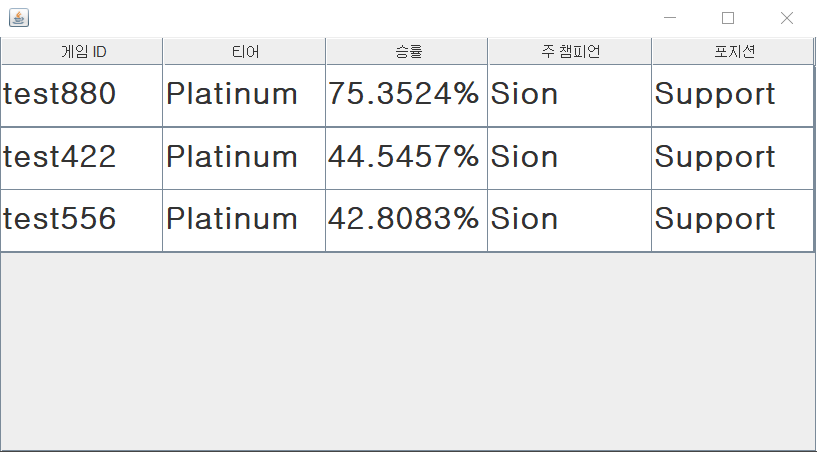 게임 ID 티어 승률 주 챔피언 포지션
test880 Platinum 75.3524% Sion Support
test422 Platinum 44.5457% Sion Support
test556 Platinum 42.8083% Sion Support